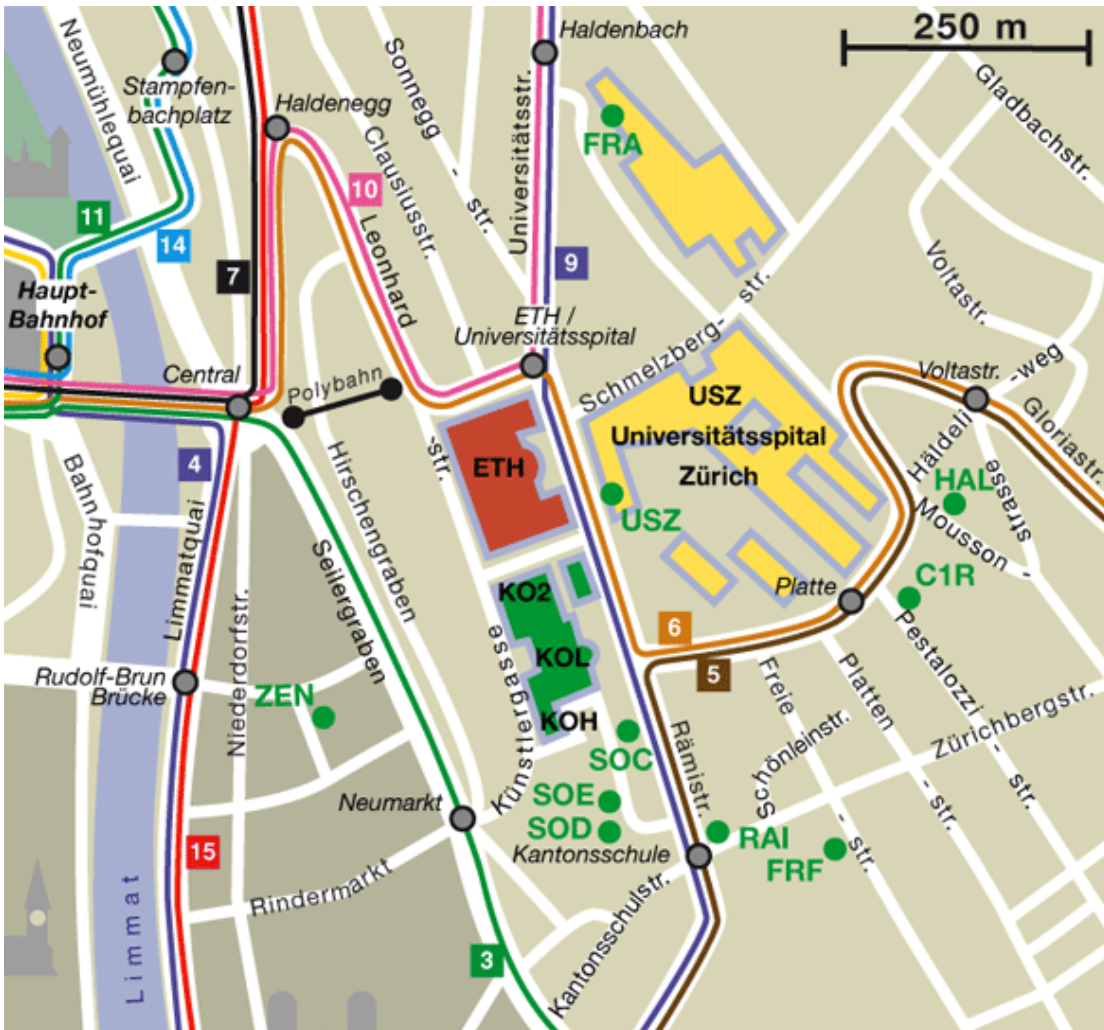 250 m
Haldenbach
Neumühlequai
Sonnegg - str.
Stampfen-
bachplatz
Haldenegg
Clausiusstr.
Universitätsstr.
Gladbachstr.
FRA
10
11
14
7
9
Leonhard
-str.
Voltastr.
Haupt-
Bahnhof
ETH /
Universitätsspital
Schmelzberg-
str.
Central
Polybahn
USZ
Universitätsspital
Zürich
Voltastr.
Häldeli
-weg
Gloriastr.
4
ETH
USZ
HAL
Mousson -
strasse
Bahnhofquai
Limmatquai
Hirschengraben
Seilergraben
C1R
Platte
KO2
KOL
KOH
6
5
Rudolf-Brun
Brücke
Niederdorfstr.
ZEN
Künstlergasse
SOC
Rämistr.
Freie - str.
Platten - str.
Pestalozzi - str.
Schönleinstr.
Zürichbergstr.
Neumarkt
SOE
SOD
Kantonsschule
RAI
FRF
15
Rindermarkt
Kantonsschulstr.
Limmat
3